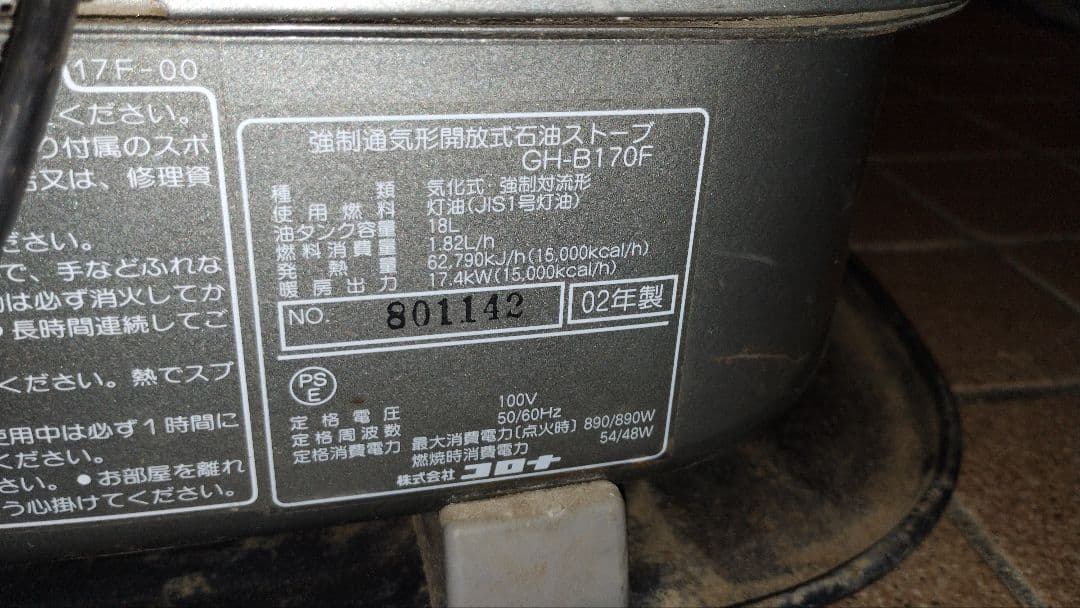 17F-00
ください。
り付属のスポ
又は、修理資
ださい。
で、手などふれな
は必ず消火してか
長時間連続してご
ください。熱でスプ
使用中は必ず1時間に
ください。
さい。●お部屋を離れ
う心掛けてください。
強制通気形開放式石油ストーブ
GH-B170F
種類 気化式・強制対流形
使用燃料 灯油(JIS1号灯油)
油タンク容量 18L
燃料消費量 1.82L/h
発熱量 62,790kJ/h(15,000kcal/h)
暖房出力 17.4kW(15,000kcal/h)
NO. 801142 02年製
PS
E
定格電圧 100V
定格周波数 50/60Hz
定格消費電力 最大消費電力(点火時) 890/890W
燃焼時消費電力 54/48W
株式会社コロナ